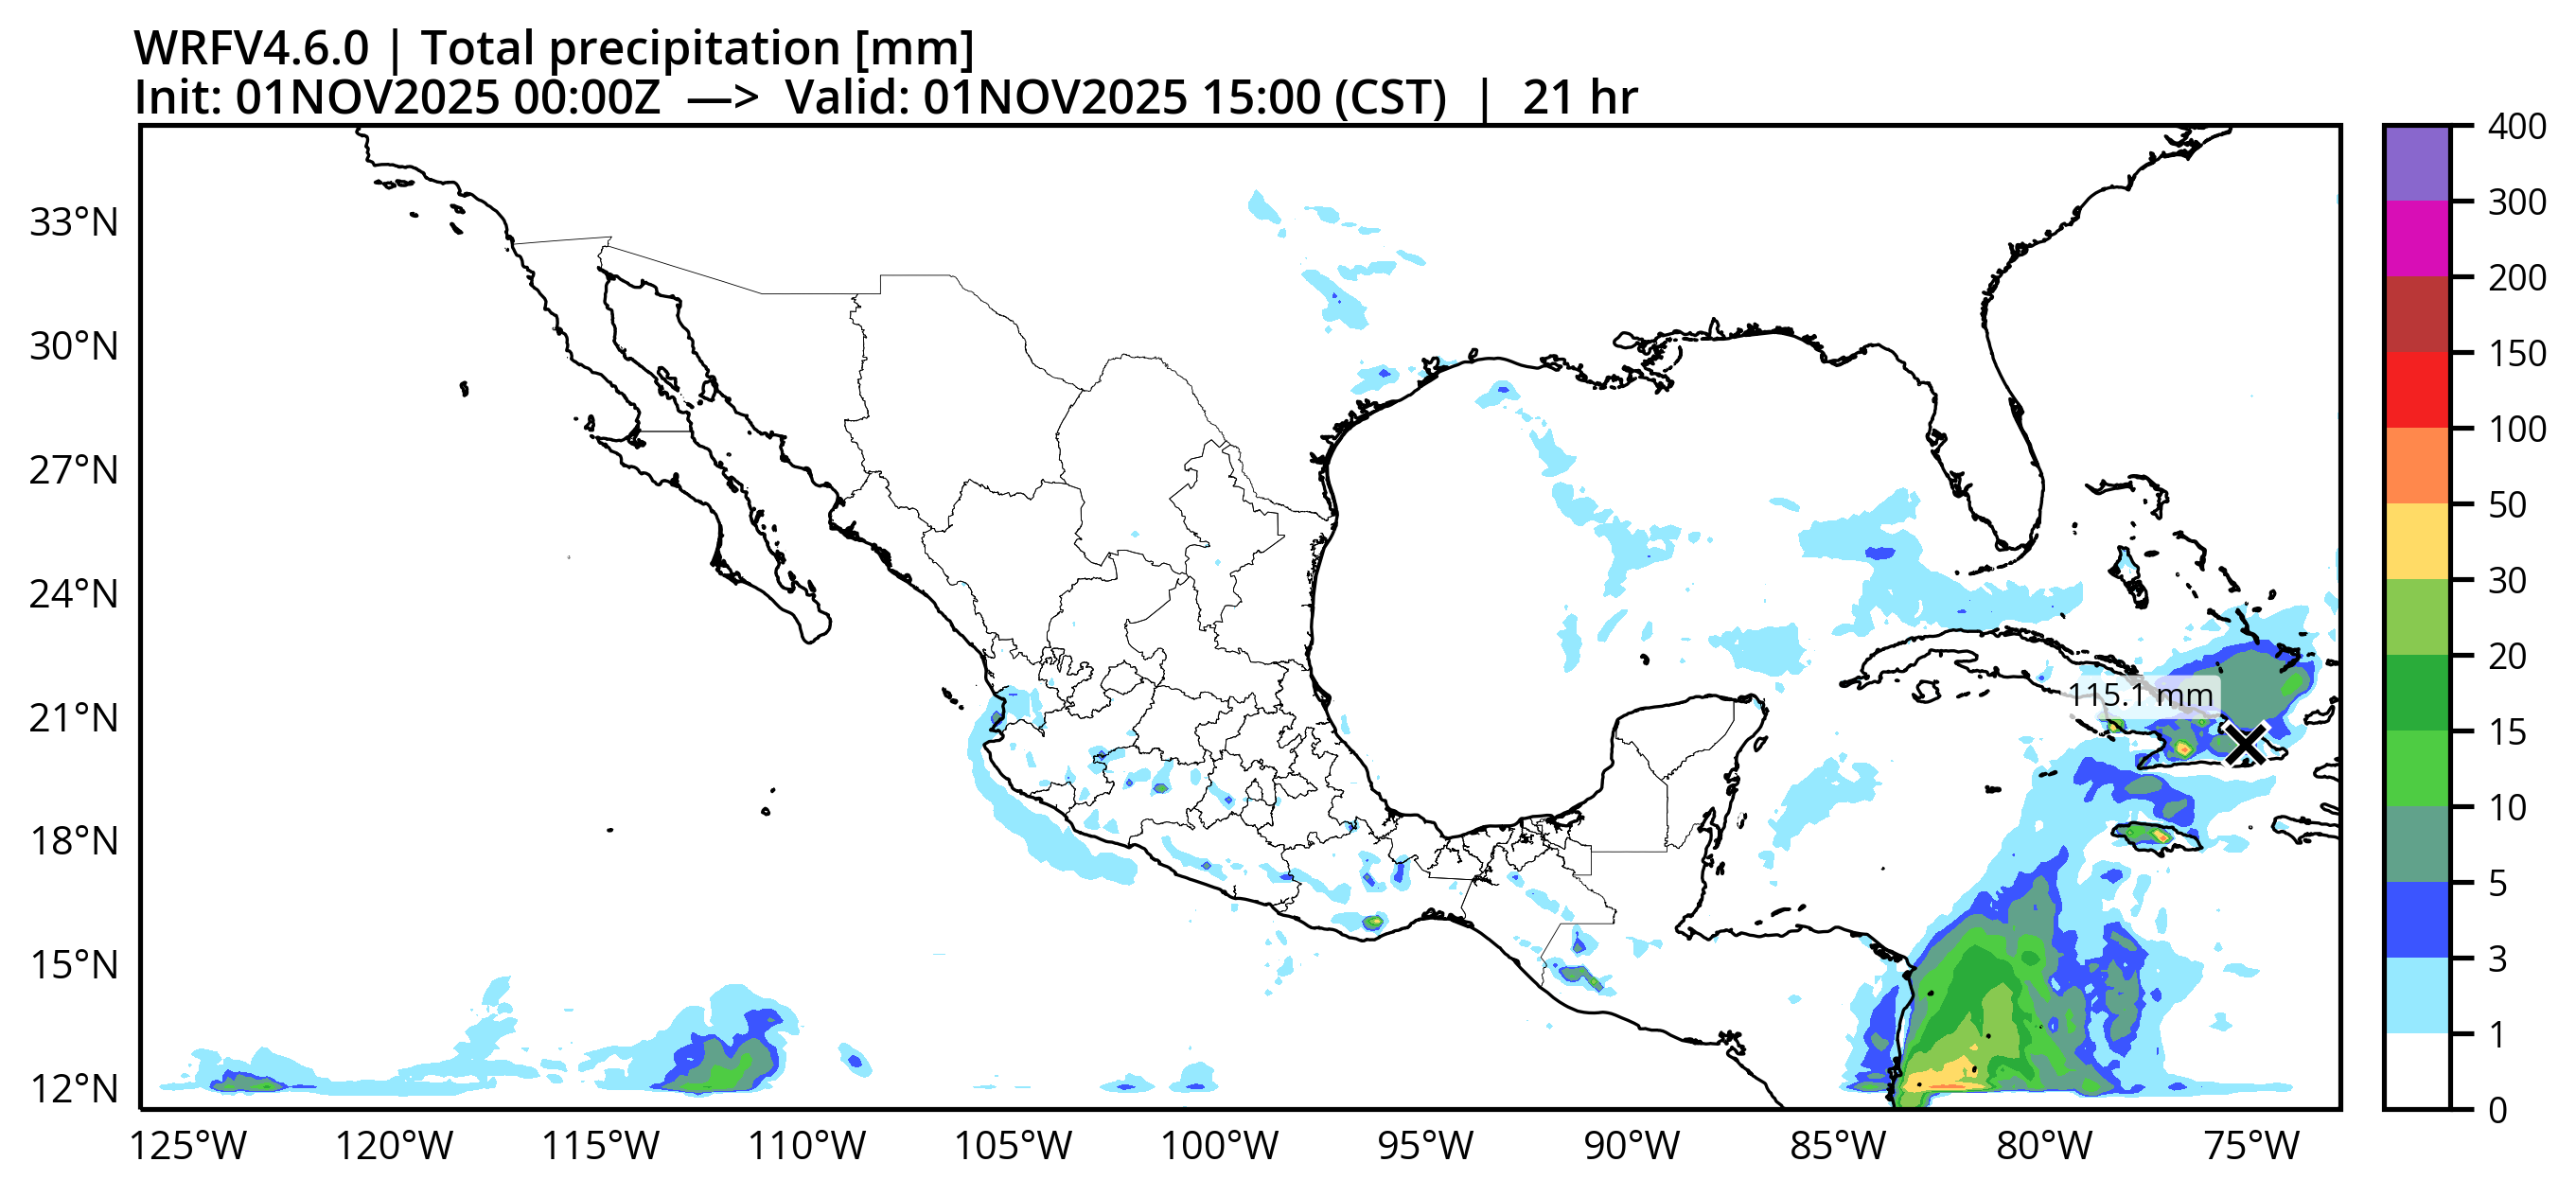 WRFV4.6.0 | Total precipitation [mm]
Init: 01NOV2025 00:00Z —> Valid: 01NOV2025 15:00 (CST) | 21 hr
33°N
30°N
27°N
24°N
21°N
18°N
15°N
12°N
125°W 120°W 115°W 110°W 105°W 100°W 95°W 90°W 85°W 80°W 75°W
115.1 mm
400
300
200
150
100
50
30
20
15
10
5
3
1
0